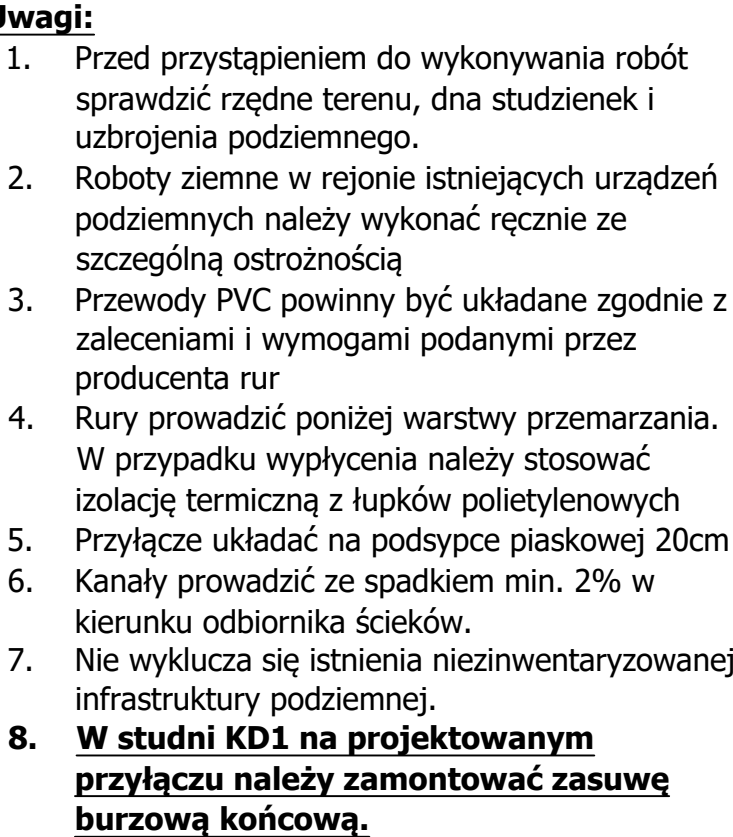 Uwagi:
1. Przed przystąpieniem do wykonywania robót
sprawdzić rzędne terenu, dna studzienek i
uzbrojenia podziemnego.
2. Roboty ziemne w rejonie istniejących urządzeń
podziemnych należy wykonać ręcznie ze
szczególną ostrożnością
3. Przewody PVC powinny być układane zgodnie z
zaleceniami i wymogami podanymi przez
producenta rur
4. Rury prowadzić poniżej warstwy przemarzania.
W przypadku wypłycenia należy stosować
izolację termiczną z łupków polietylenowych
5. Przyłącze układać na podsypce piaskowej 20cm
6. Kanały prowadzić ze spadkiem min. 2% w
kierunku odbiornika ścieków.
7. Nie wyklucza się istnienia niezinwentaryzowanej
infrastruktury podziemnej.
8. W studni KD1 na projektowanym
przyłączu należy zamontować zasuwę
burzową końcową.